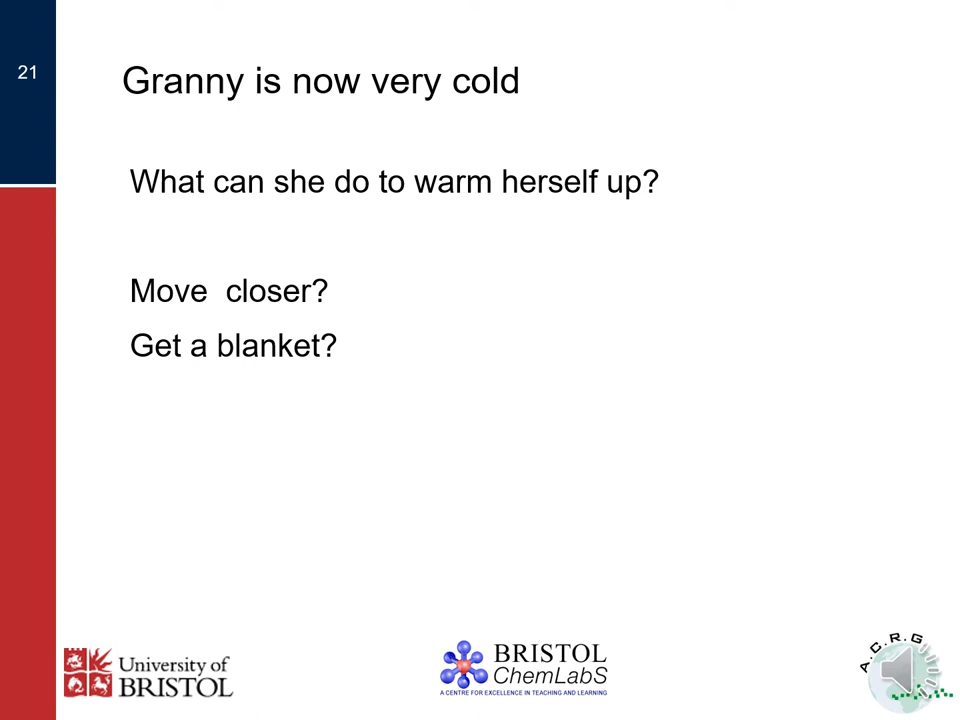 21
Granny is now very cold
What can she do to warm herself up?
Move  closer?
Get a blanket?
University of
BRISTOL
BRISTOL
ChemLabS
A CENTRE FOR EXCELLENCE IN TEACHING AND LEARNING
A.C.R.G